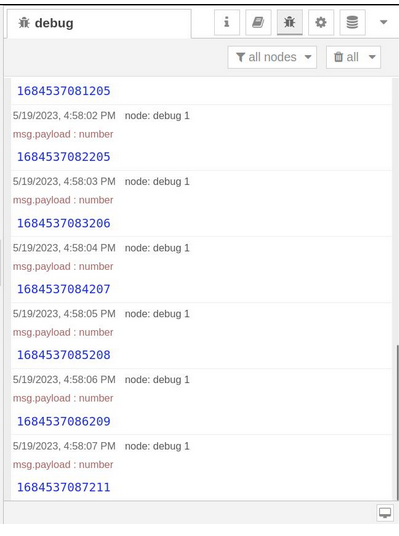 debug
all nodes
all
1684537081205
5/19/2023, 4:58:02 PM node: debug 1
msg.payload : number
1684537082205
5/19/2023, 4:58:03 PM node: debug 1
msg.payload : number
1684537083206
5/19/2023, 4:58:04 PM node: debug 1
msg.payload : number
1684537084207
5/19/2023, 4:58:05 PM node: debug 1
msg.payload : number
1684537085208
5/19/2023, 4:58:06 PM node: debug 1
msg.payload : number
1684537086209
5/19/2023, 4:58:07 PM node: debug 1
msg.payload : number
1684537087211